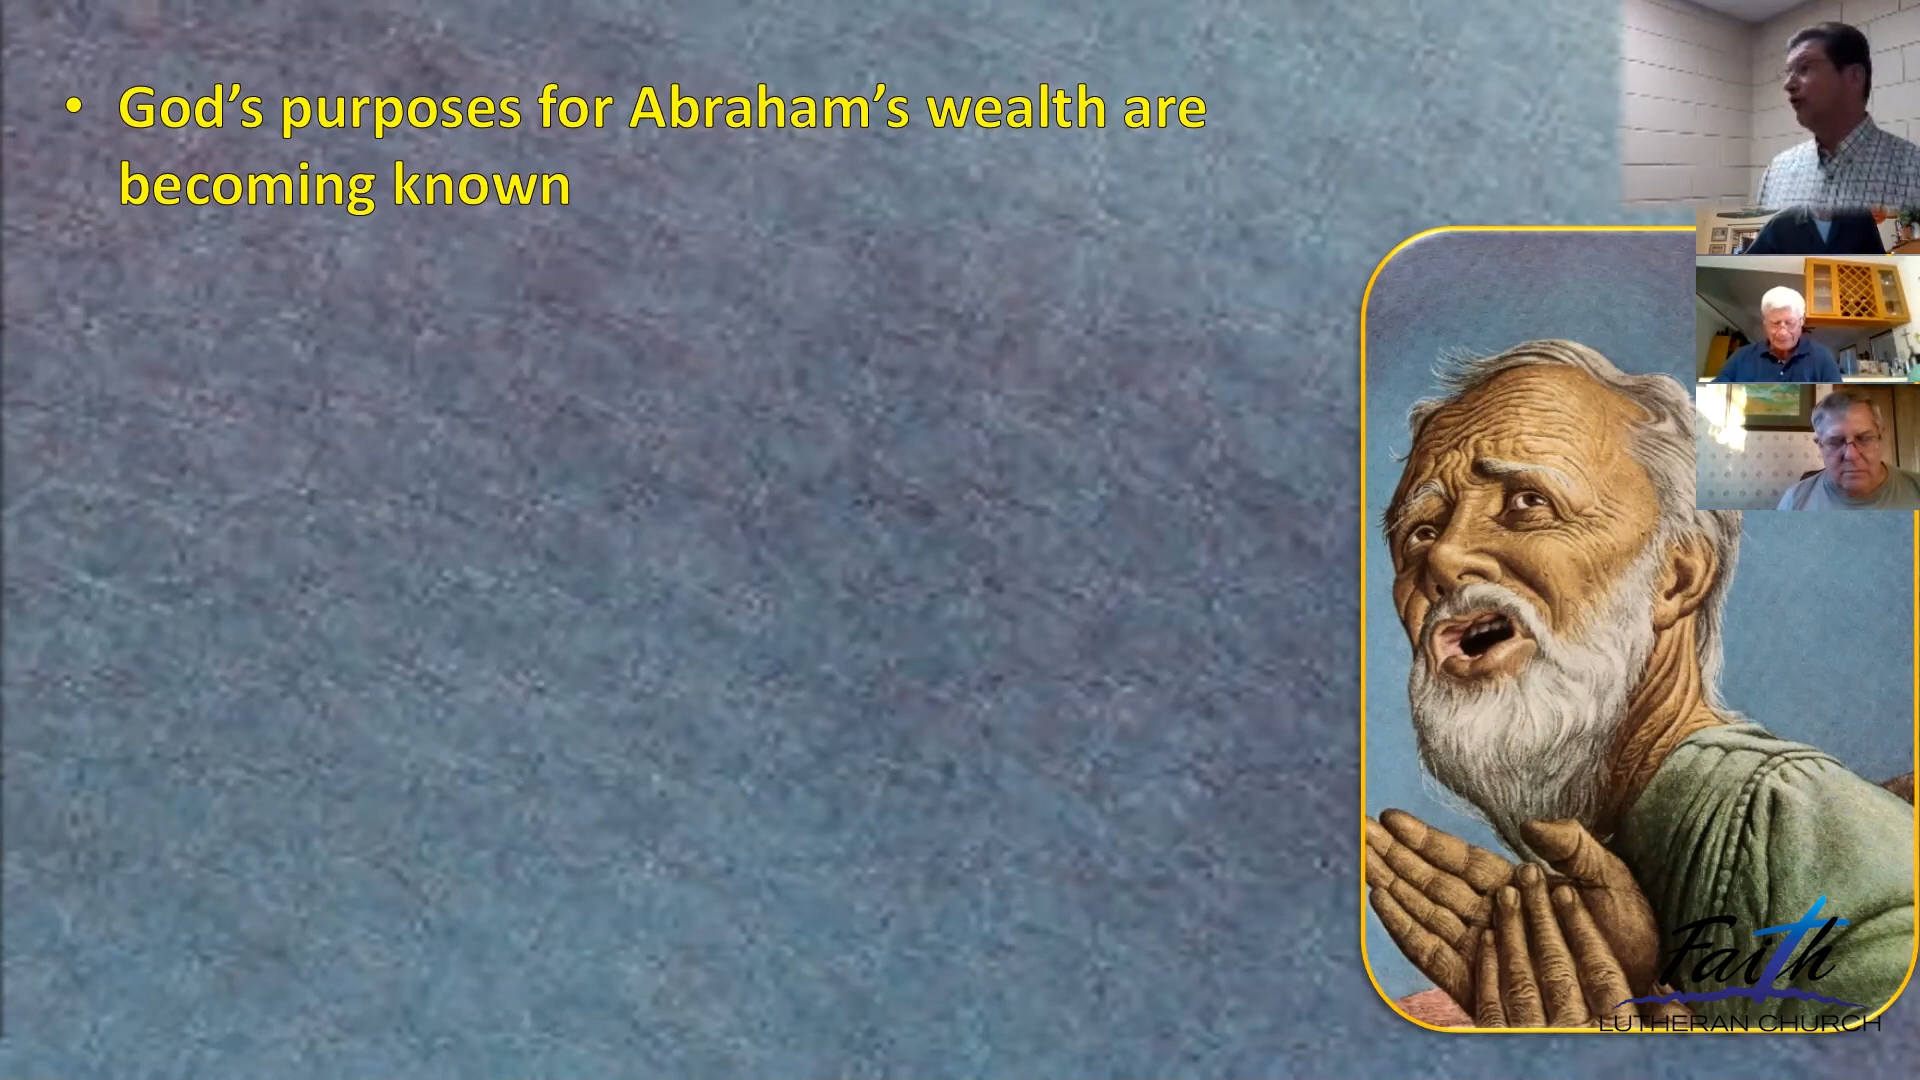 • God’s purposes for Abraham’s wealth are
becoming known
Faith
LUTHERAN CHURCH